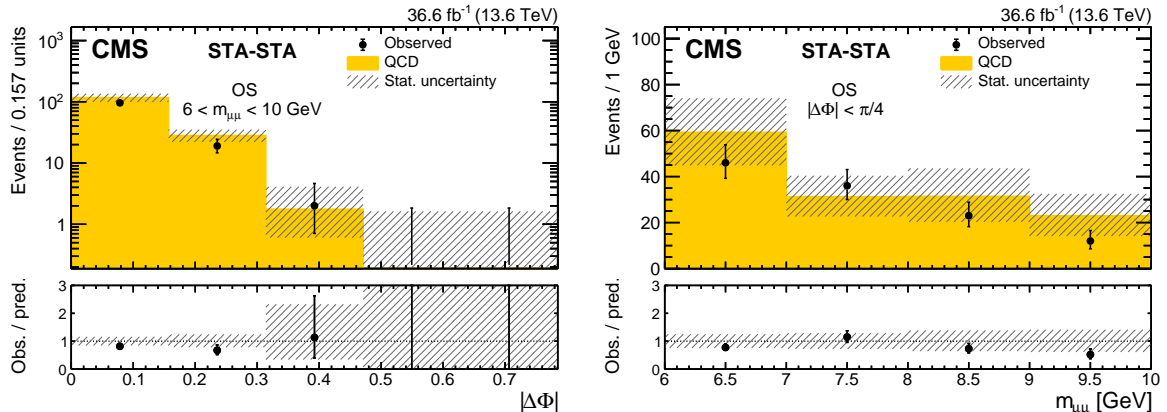 36.6 fb⁻¹ (13.6 TeV)
CMS STA-STA
Observed
QCD
Stat. uncertainty
OS
6 < mμμ < 10 GeV
Events / 0.157 units
10³
10²
10
1
Obs. / pred.
3
2
1
0
0 0.1 0.2 0.3 0.4 0.5 0.6 0.7
|ΔΦ|
36.6 fb⁻¹ (13.6 TeV)
CMS STA-STA
Observed
QCD
Stat. uncertainty
OS
|ΔΦ| < π/4
Events / 1 GeV
100
80
60
40
20
0
Obs. / pred.
3
2
1
0
6 6.5 7 7.5 8 8.5 9 9.5 10
mμμ [GeV]